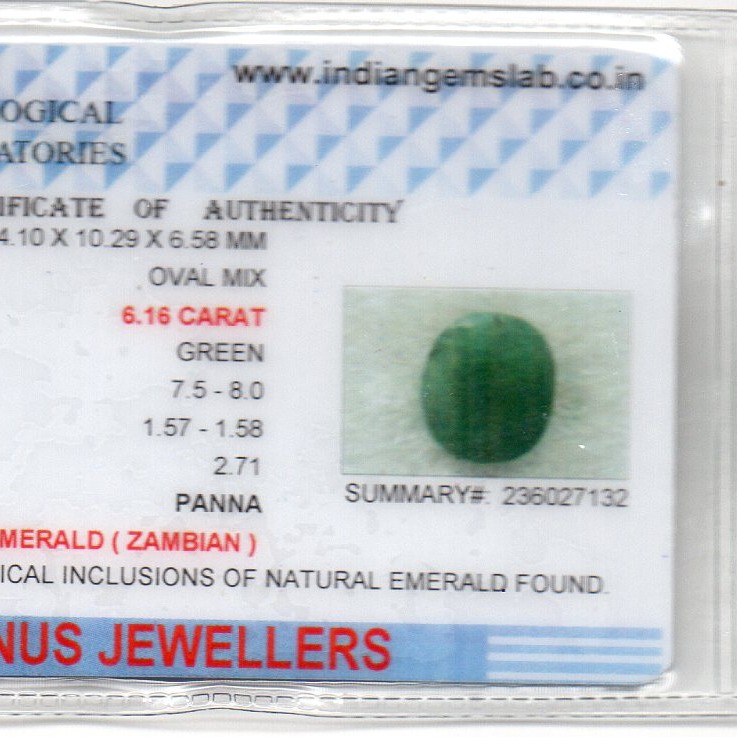 www.indiangemslab.co.in
OGICAL
ATORIES
IFICATE OF AUTHENTICITY
4.10 X 10.29 X 6.58 MM
OVAL MIX
6.16 CARAT
GREEN
7.5 - 8.0
1.57 - 1.58
2.71
PANNA
SUMMARY#: 236027132
MERALD ( ZAMBIAN )
ICAL INCLUSIONS OF NATURAL EMERALD FOUND.
NUS JEWELLERS